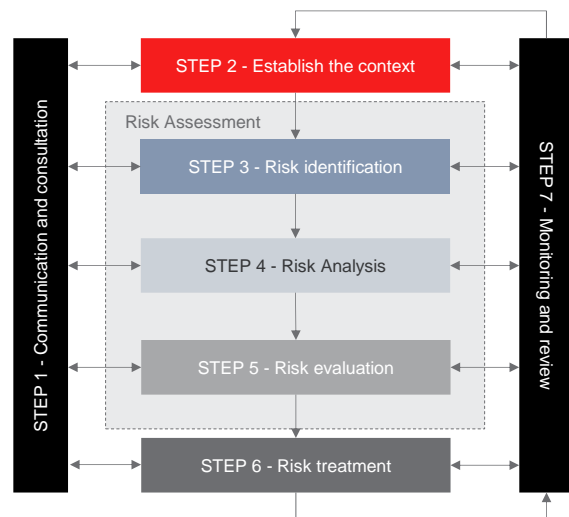 STEP 1 - Communication and consultation
STEP 2 - Establish the context
Risk Assessment
STEP 3 - Risk identification
STEP 4 - Risk Analysis
STEP 5 - Risk evaluation
STEP 6 - Risk treatment
STEP 7 - Monitoring and
review